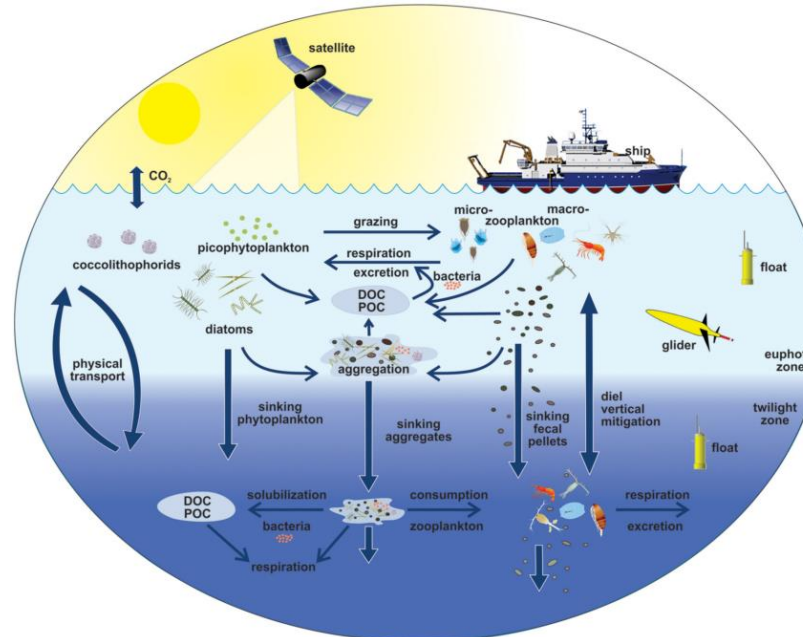 satellite
ship
CO₂
micro-
macro-
zooplankton
grazing
picophytoplankton
respiration
excretion
bacteria
coccolithophorids
float
DOC
POC
diatoms
glider
aggregation
physical
transport
euphot
zone
sinking
phytoplankton
sinking
aggregates
sinking
fecal
pellets
diel
vertical
mitigation
twilight
zone
float
DOC
POC
solubilization
bacteria
consumption
zooplankton
respiration
excretion
respiration